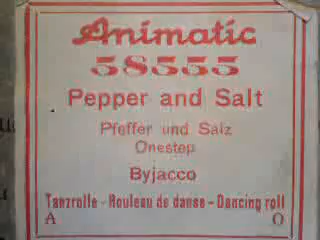 Animatic
58555
Pepper and Salt
Pfeffer und Salz
Onestep
Byjacco
Tanzrolle - Rouleau de danse - Dancing roll
A O